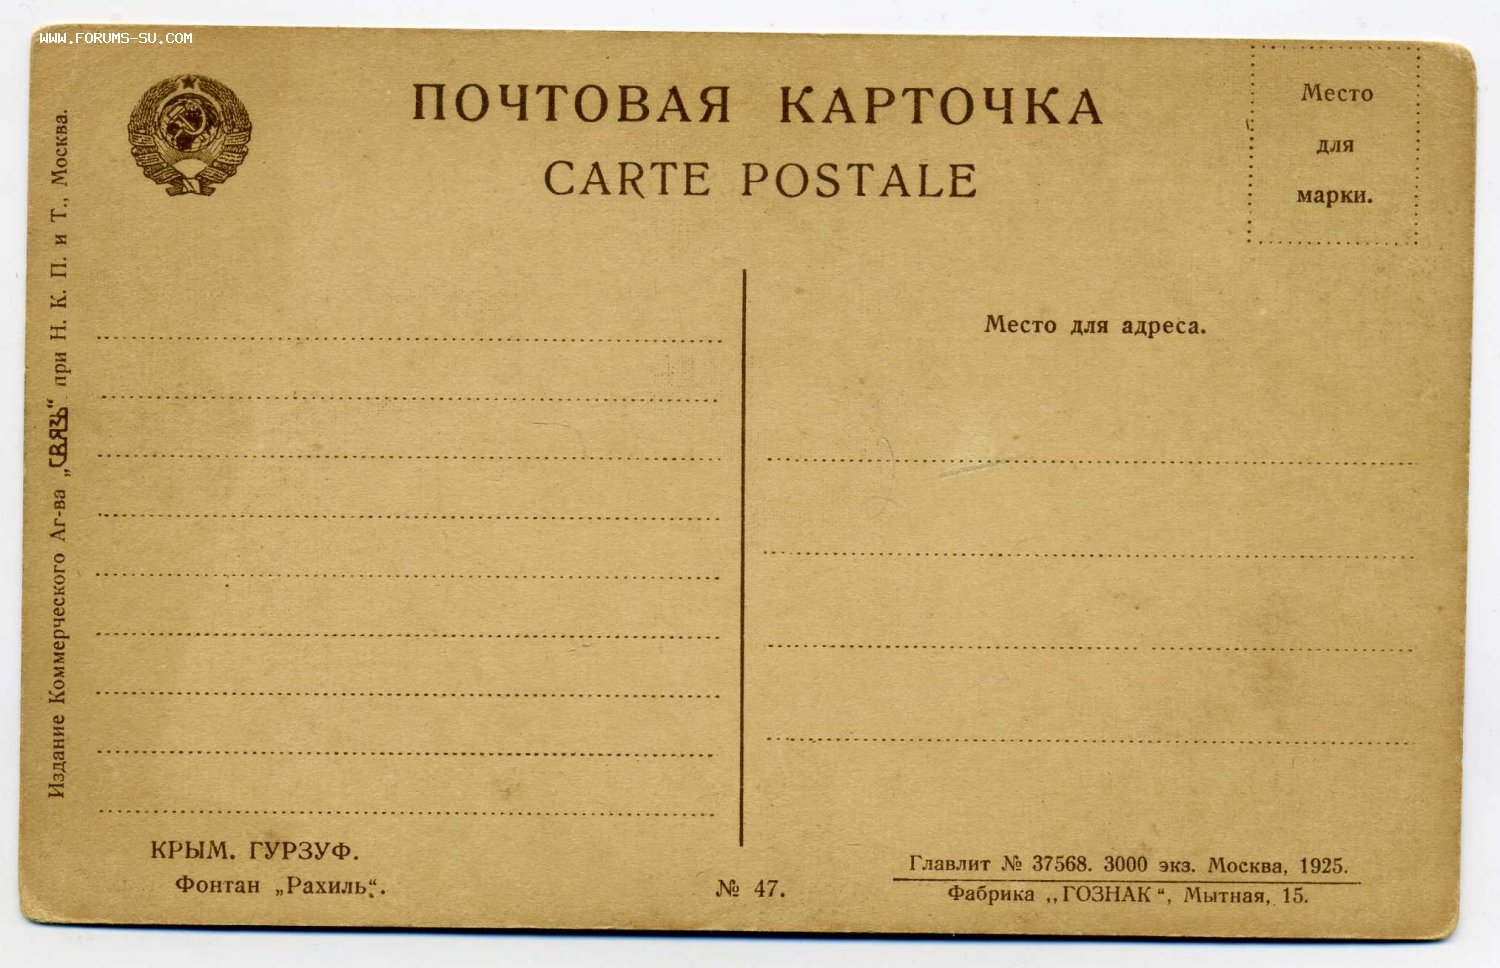 WWW.FORUMS-SU.COM
ПОЧТОВАЯ КАРТОЧКА
CARTE POSTALE
Место
для
марки.
Издание Коммерческого Аг-ва „СВЯЗЬ“ при Н. К. П. и Т., Москва.
Место для адреса.
КРЫМ. ГУРЗУФ.
Фонтан „Рахиль“.
№ 47.
Главлит № 37568. 3000 экз. Москва, 1925.
Фабрика „ГОЗНАК“, Мытная, 15.